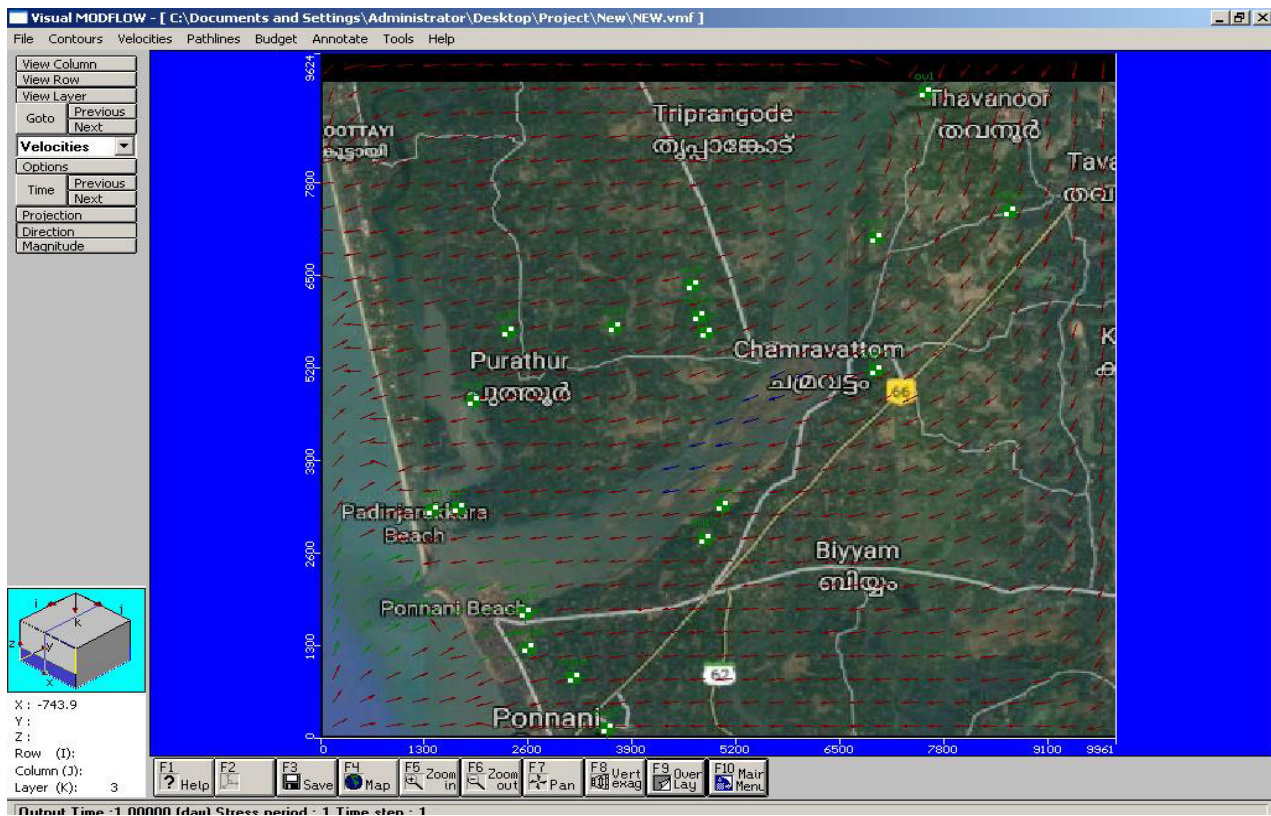 Visual MODFLOW - [ C:\Documents and Settings\Administrator\Desktop\Project\New\NEW.vmf ]
File Contours Velocities Pathlines Budget Annotate Tools Help
View Column
View Row
View Layer
Goto
Previous
Next
Velocities
Options
Time
Previous
Next
Projection
Direction
Magnitude
9624
7800
6500
5200
3900
2600
1300
0
Thavanoor
തവനൂർ
Triprangode
തൃപ്രങ്ങോട്
OOTTAYI
കൂട്ടായി
Tava
തവ
Purathur
പുറത്തൂർ
Chamravattom
ചമ്രവട്ടം
K
66
Padinjarekkara
Beach
Biyyam
ബിയ്യം
Ponnani Beach
62
Ponnani
0 1300 2600 3900 5200 6500 7800 9100 9961
i
j
k
z
y
x
X : -743.9
Y :
Z :
Row (I):
Column (J):
Layer (K): 3
F1 ? Help
F2
F3 Save
F4 Map
F5 Zoom in
F6 Zoom out
F7 Pan
F8 Vert exag
F9 Over Lay
F10 Main Menu
Output Time :1.00000 (day) Stress period : 1 Time step : 1